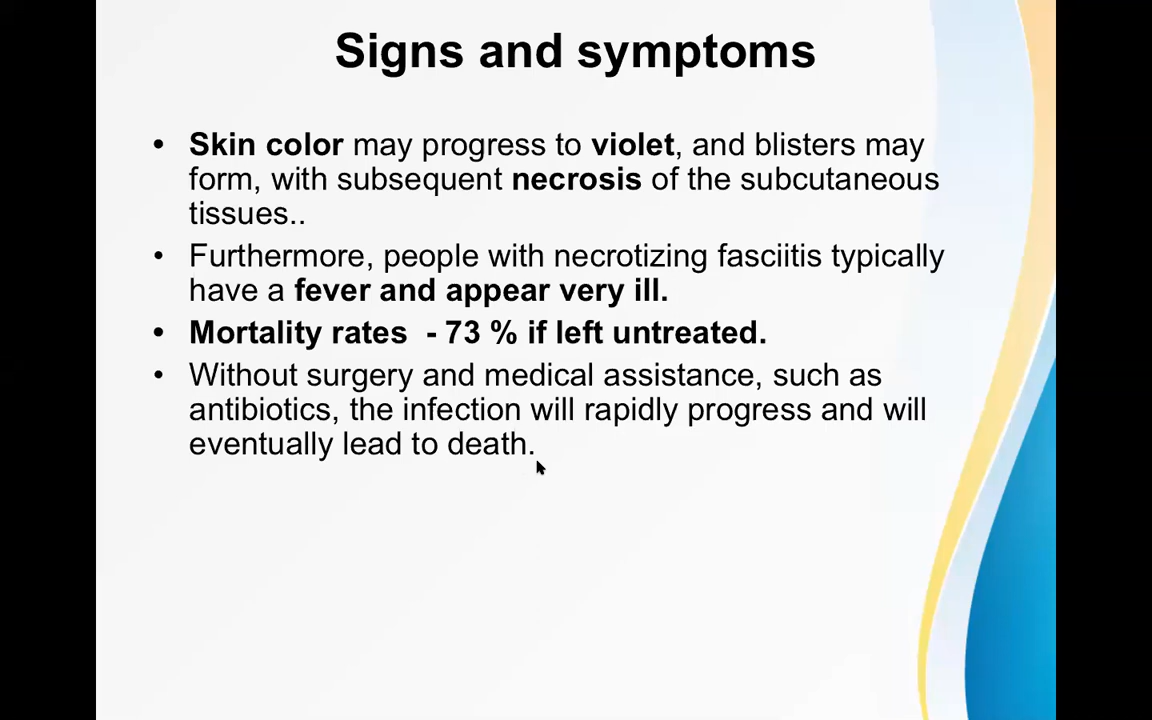 Signs and symptoms
• Skin color may progress to violet, and blisters may
form, with subsequent necrosis of the subcutaneous
tissues..
• Furthermore, people with necrotizing fasciitis typically
have a fever and appear very ill.
• Mortality rates  - 73 % if left untreated.
• Without surgery and medical assistance, such as
antibiotics, the infection will rapidly progress and will
eventually lead to death.